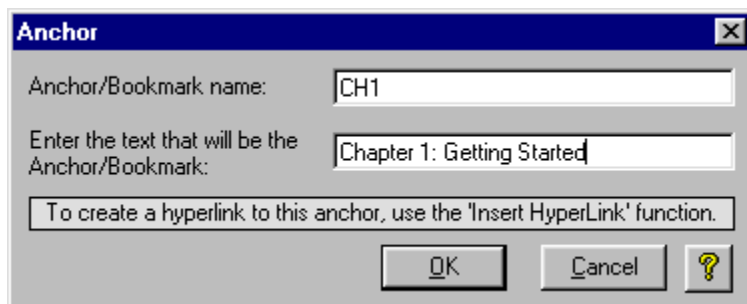 Anchor
Anchor/Bookmark name:
CH1
Enter the text that will be the
Anchor/Bookmark:
Chapter 1: Getting Started
To create a hyperlink to this anchor, use the 'Insert HyperLink' function.
OK
Cancel
?